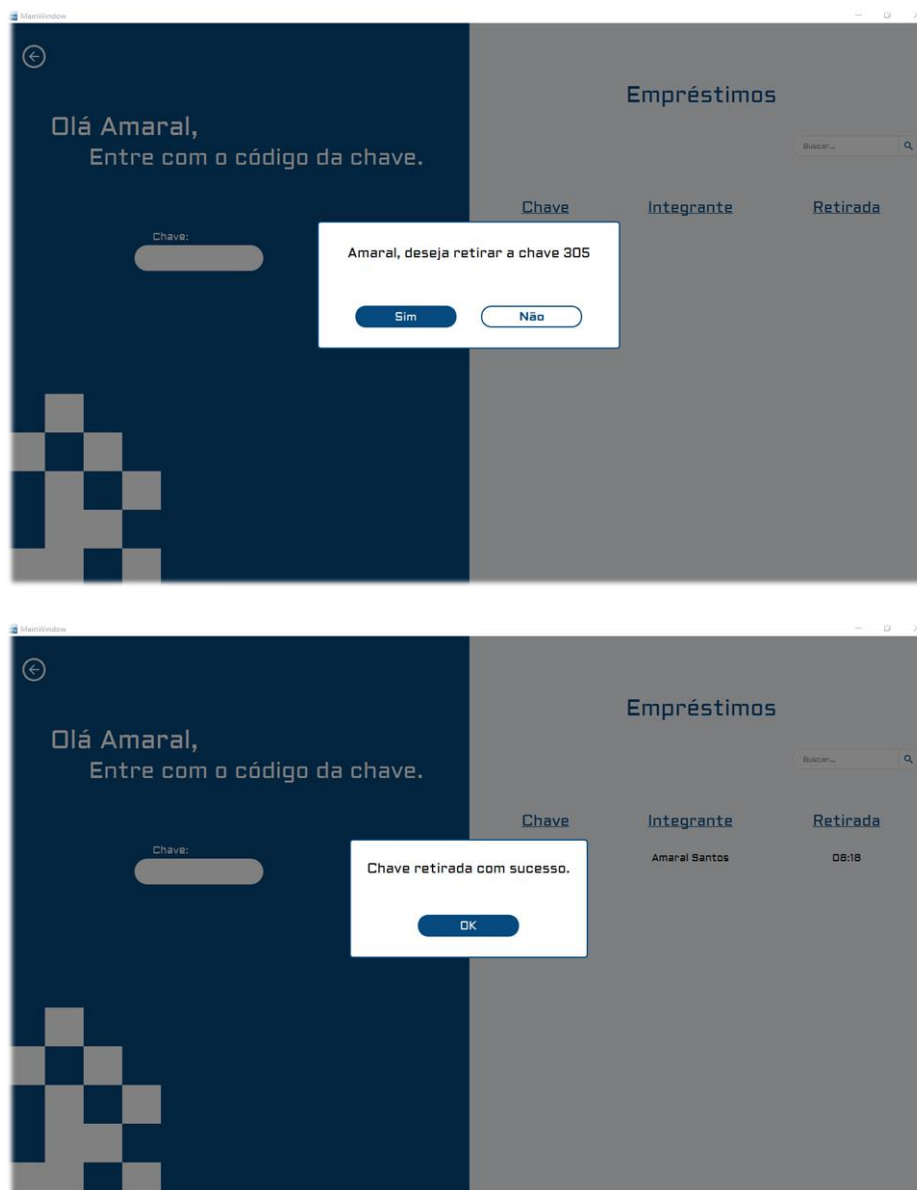 MainWindow
Empréstimos
Olá Amaral,
Entre com o código da chave.
Buscar...
Chave Integrante Retirada
Chave:
Amaral, deseja retirar a chave 305
Sim Não
MainWindow
Empréstimos
Olá Amaral,
Entre com o código da chave.
Buscar...
Chave Integrante Retirada
Chave:
Amaral Santos 08:18
Chave retirada com sucesso.
OK